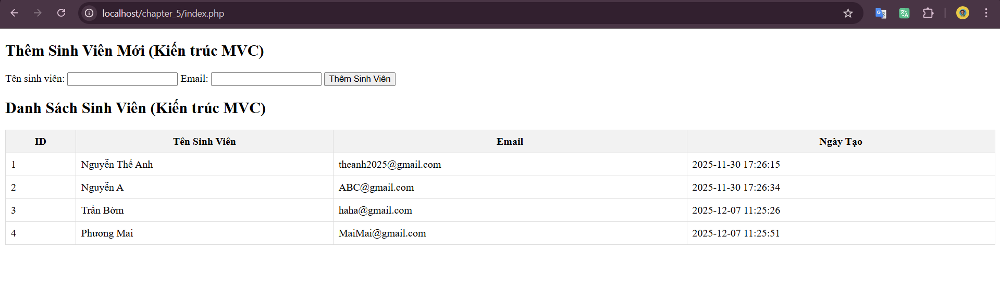 localhost/chapter_5/index.php
Thêm Sinh Viên Mới (Kiến trúc MVC)
Tên sinh viên: Email: Thêm Sinh Viên
Danh Sách Sinh Viên (Kiến trúc MVC)
ID Tên Sinh Viên Email Ngày Tạo
1 Nguyễn Thế Anh theanh2025@gmail.com 2025-11-30 17:26:15
2 Nguyễn A ABC@gmail.com 2025-11-30 17:26:34
3 Trần Bờm haha@gmail.com 2025-12-07 11:25:26
4 Phương Mai MaiMai@gmail.com 2025-12-07 11:25:51